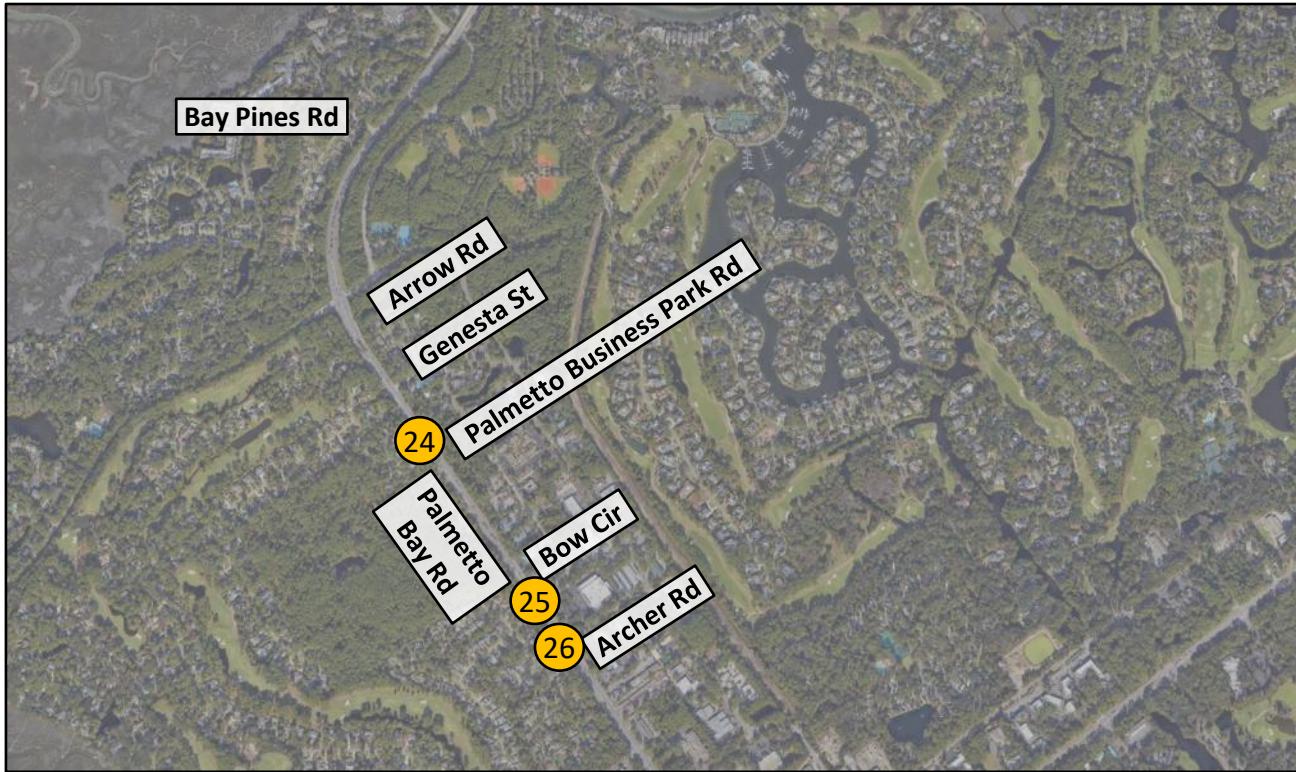 Bay Pines Rd
Arrow Rd
Genesta St
Palmetto Business Park Rd
24
Palmetto
Bay Rd
Bow Cir
25
26
Archer Rd